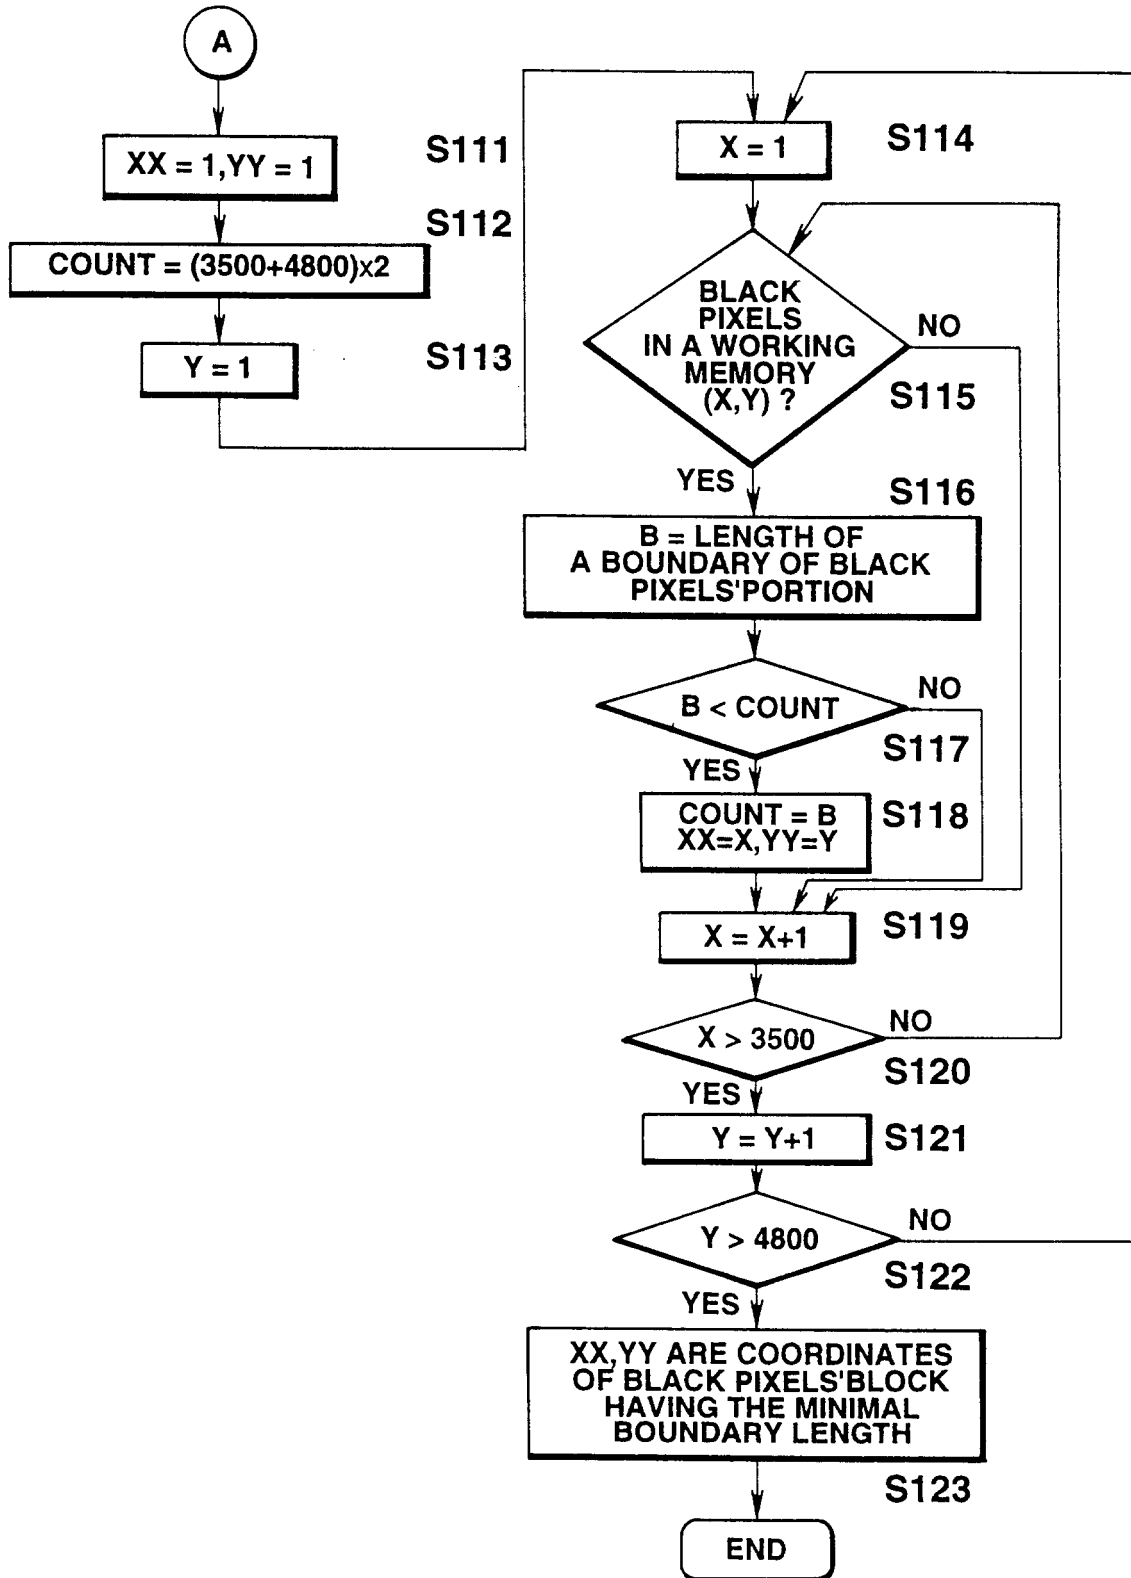 A
XX = 1,YY = 1
S111
S112
COUNT = (3500+4800)x2
Y = 1
S113
X = 1
S114
BLACK
PIXELS
IN A WORKING
MEMORY
(X,Y) ?
NO
S115
YES
S116
B = LENGTH OF
A BOUNDARY OF BLACK
PIXELS'PORTION
B < COUNT
NO
S117
YES
COUNT = B
XX=X,YY=Y
S118
X = X+1
S119
X > 3500
NO
S120
YES
Y = Y+1
S121
Y > 4800
NO
S122
YES
XX,YY ARE COORDINATES
OF BLACK PIXELS'BLOCK
HAVING THE MINIMAL
BOUNDARY LENGTH
S123
END